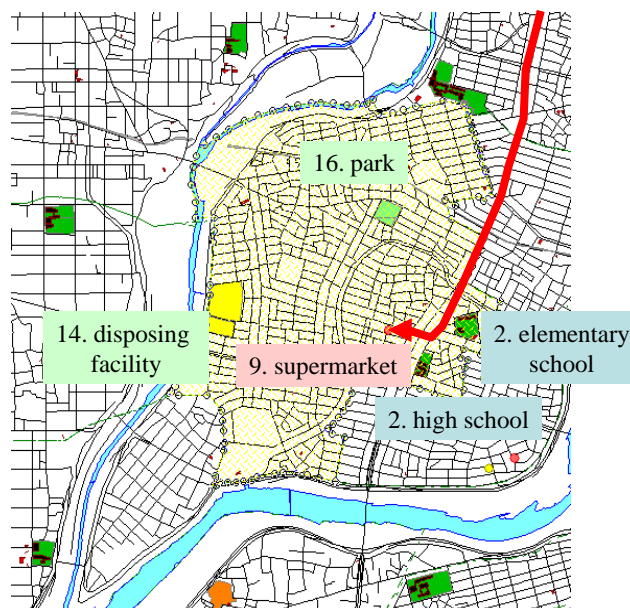 16. park
14. disposing
facility
9. supermarket
2. elementary
school
2. high school